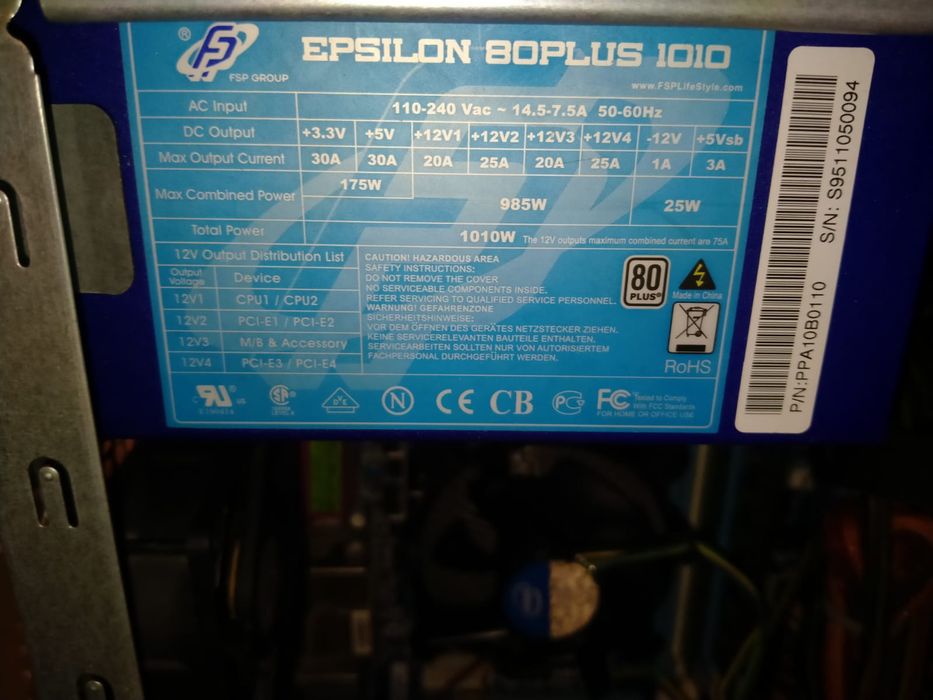 FSP GROUP
EPSILON 80PLUS 1010
www.FSPLifeStyle.com
AC Input 110-240 Vac ~ 14.5-7.5A 50-60Hz
DC Output +3.3V +5V +12V1 +12V2 +12V3 +12V4 -12V +5Vsb
Max Output Current 30A 30A 20A 25A 20A 25A 1A 3A
Max Combined Power 175W 985W 25W
Total Power 1010W The 12V outputs maximum combined current are 75A
12V Output Distribution List
Output Voltage Device
12V1 CPU1 / CPU2
12V2 PCI-E1 / PCI-E2
12V3 M/B & Accessory
12V4 PCI-E3 / PCI-E4
CAUTION! HAZARDOUS AREA
SAFETY INSTRUCTIONS:
DO NOT REMOVE THE COVER
NO SERVICEABLE COMPONENTS INSIDE.
REFER SERVICING TO QUALIFIED SERVICE PERSONNEL.
WARNUNG! GEFAHRENZONE
SICHERHEITSHINWEISE:
VOR DEM ÖFFNEN DES GERÄTES NETZSTECKER ZIEHEN.
KEINE SERVICERELEVANTEN BAUTEILE ENTHALTEN.
SERVICEARBEITEN SOLLTEN NUR VON AUTORISIERTEM
FACHPERSONAL DURCHGEFÜHRT WERDEN.
80
PLUS®
Made in China
RoHS
N CE CB FC
Tested to Comply
With FCC Standards
FOR HOME OR OFFICE USE
P/N:PPA10B0110 S/N: S95111050094